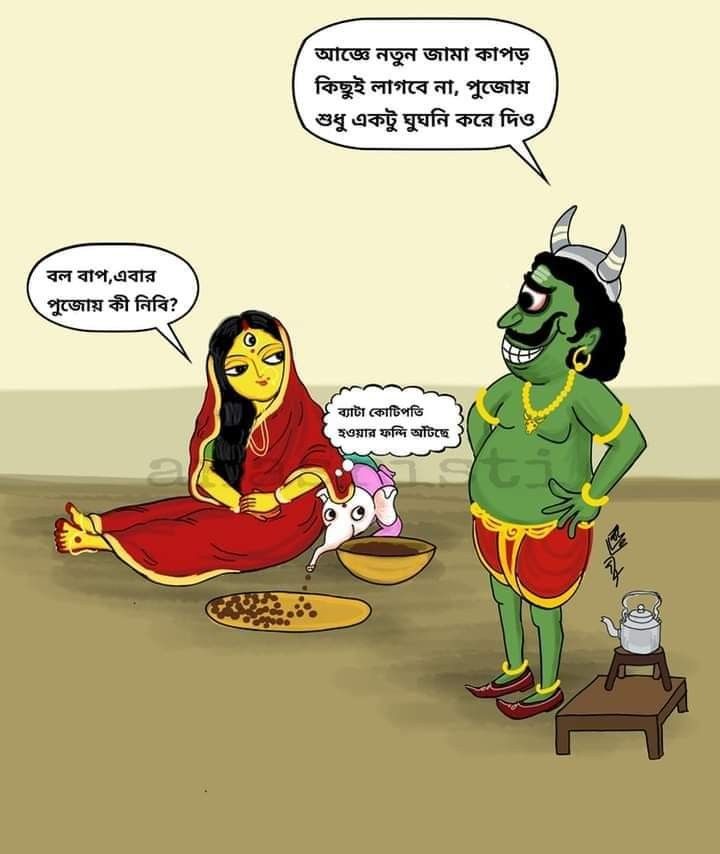 আজ্ঞে নতুন জামা কাপড়
কিছুই লাগবে না, পুজোয়
শুধু একটু ঘুঘনি করে দিও
বল বাপ,এবার
পুজোয় কী নিবি?
ব্যাটা কোটিপতি
হওয়ার ফন্দি আঁটছে